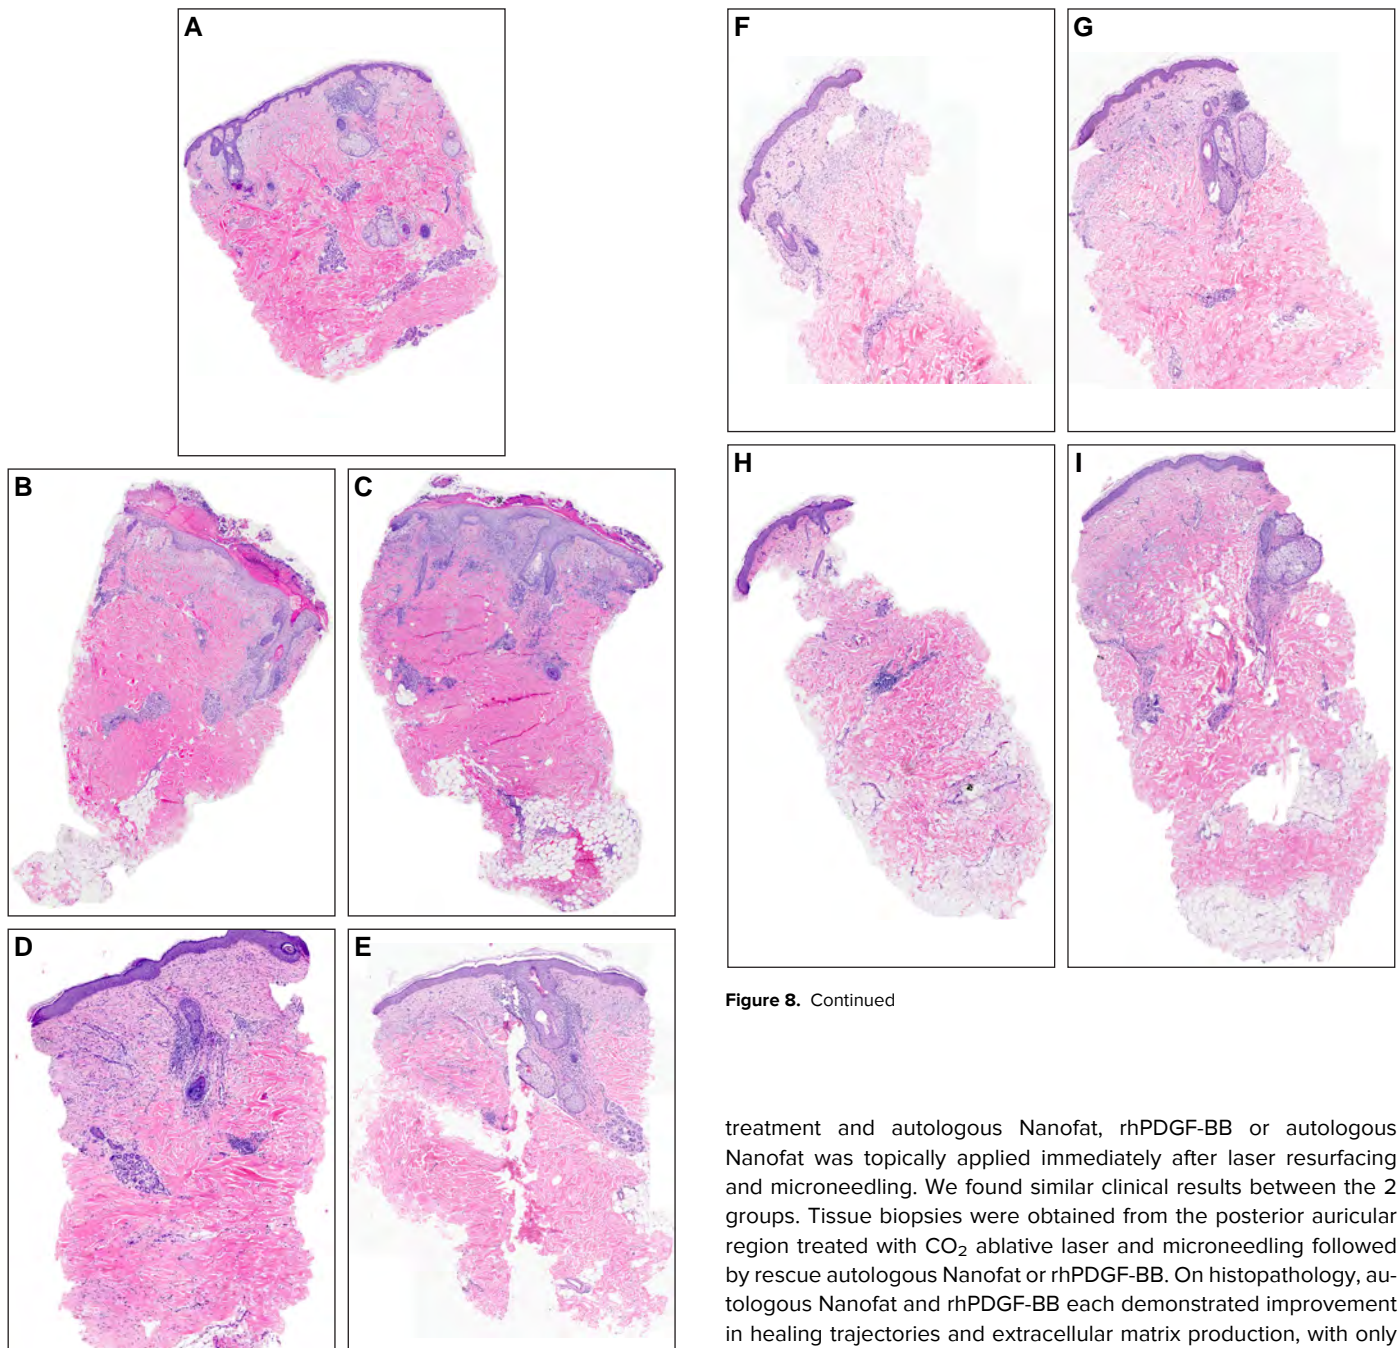 A
B
C
D
E
F
G
H
I
Figure 8. Continued
treatment and autologous Nanofat, rhPDGF-BB or autologous
Nanofat was topically applied immediately after laser resurfacing
and microneedling. We found similar clinical results between the 2
groups. Tissue biopsies were obtained from the posterior auricular
region treated with CO₂ ablative laser and microneedling followed
by rescue autologous Nanofat or rhPDGF-BB. On histopathology, au-
tologous Nanofat and rhPDGF-BB each demonstrated improvement
in healing trajectories and extracellular matrix production, with only